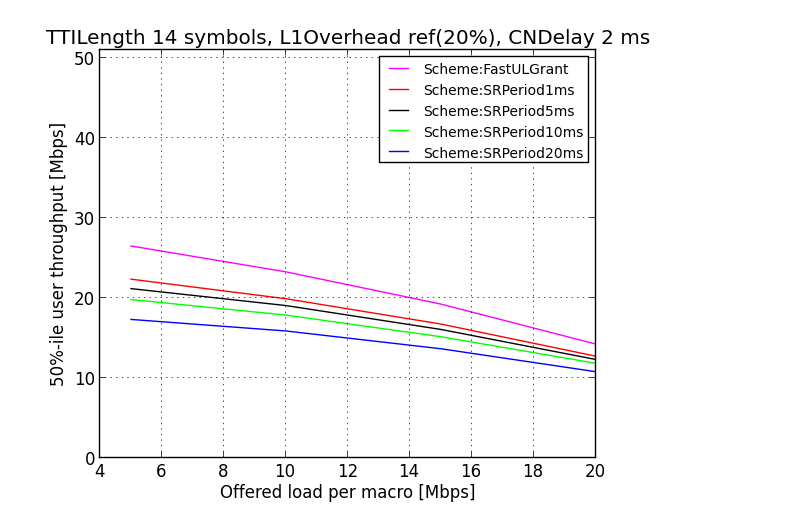 TTILength 14 symbols, L1Overhead ref(20%), CNDelay 2 ms
50
40
30
20
10
0
50%-ile user throughput [Mbps]
Scheme:FastULGrant
Scheme:SRPeriod1ms
Scheme:SRPeriod5ms
Scheme:SRPeriod10ms
Scheme:SRPeriod20ms
4 6 8 10 12 14 16 18 20
Offered load per macro [Mbps]